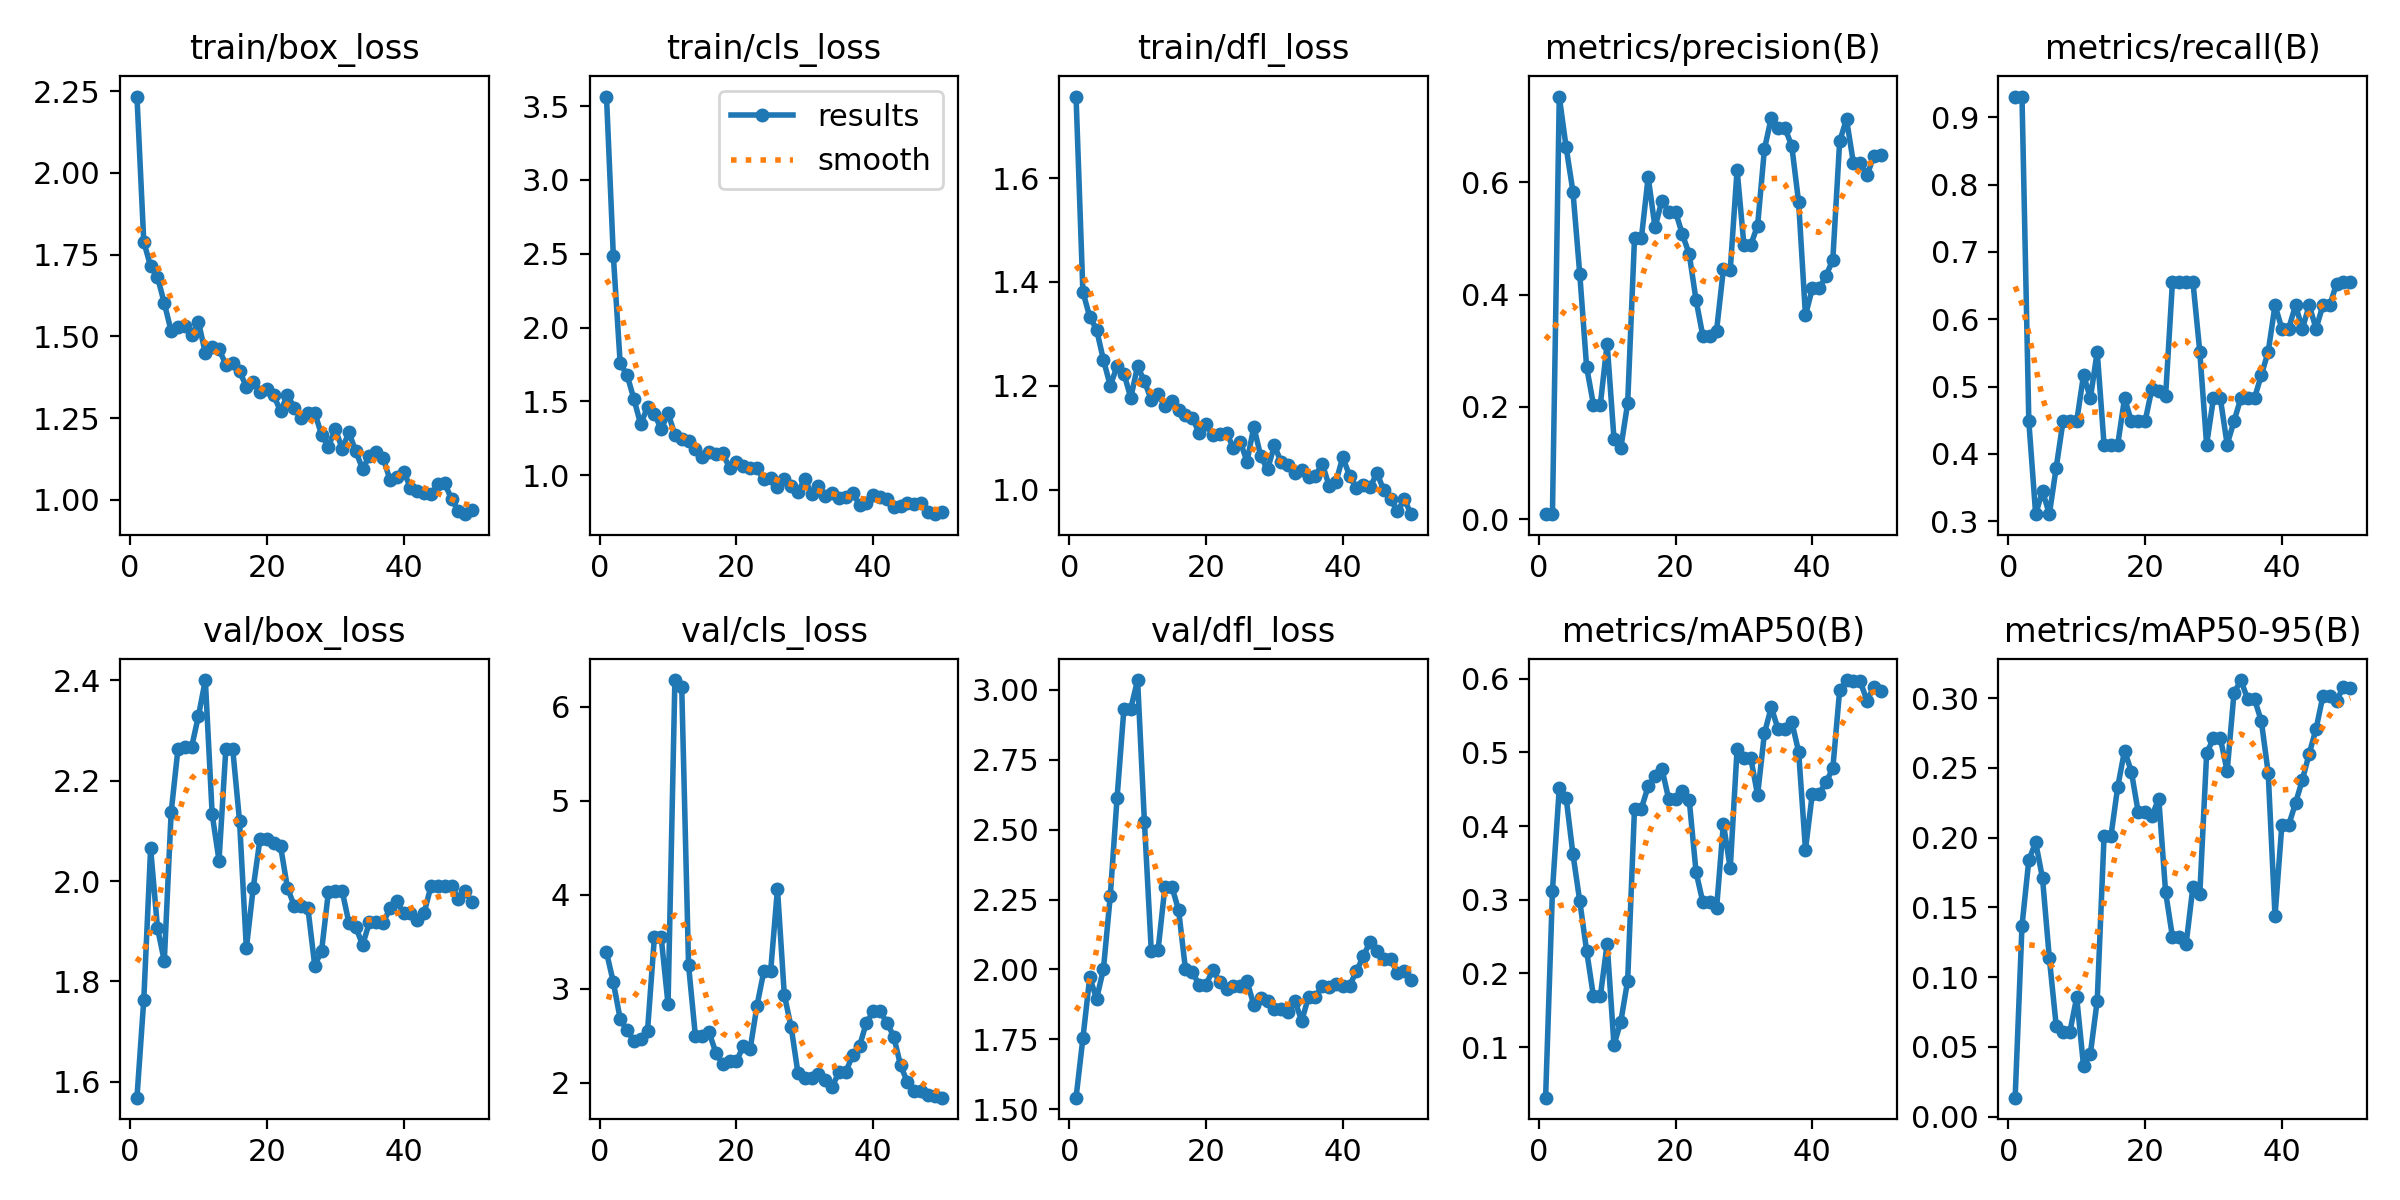 train/box_loss
2.25
2.00
1.75
1.50
1.25
1.00
0 20 40
train/cls_loss
results
smooth
3.5
3.0
2.5
2.0
1.5
1.0
0 20 40
train/dfl_loss
1.6
1.4
1.2
1.0
0 20 40
metrics/precision(B)
0.6
0.4
0.2
0.0
0 20 40
metrics/recall(B)
0.9
0.8
0.7
0.6
0.5
0.4
0.3
0 20 40
val/box_loss
2.4
2.2
2.0
1.8
1.6
0 20 40
val/cls_loss
6
5
4
3
2
0 20 40
val/dfl_loss
3.00
2.75
2.50
2.25
2.00
1.75
1.50
0 20 40
metrics/mAP50(B)
0.6
0.5
0.4
0.3
0.2
0.1
0 20 40
metrics/mAP50-95(B)
0.30
0.25
0.20
0.15
0.10
0.05
0.00
0 20 40